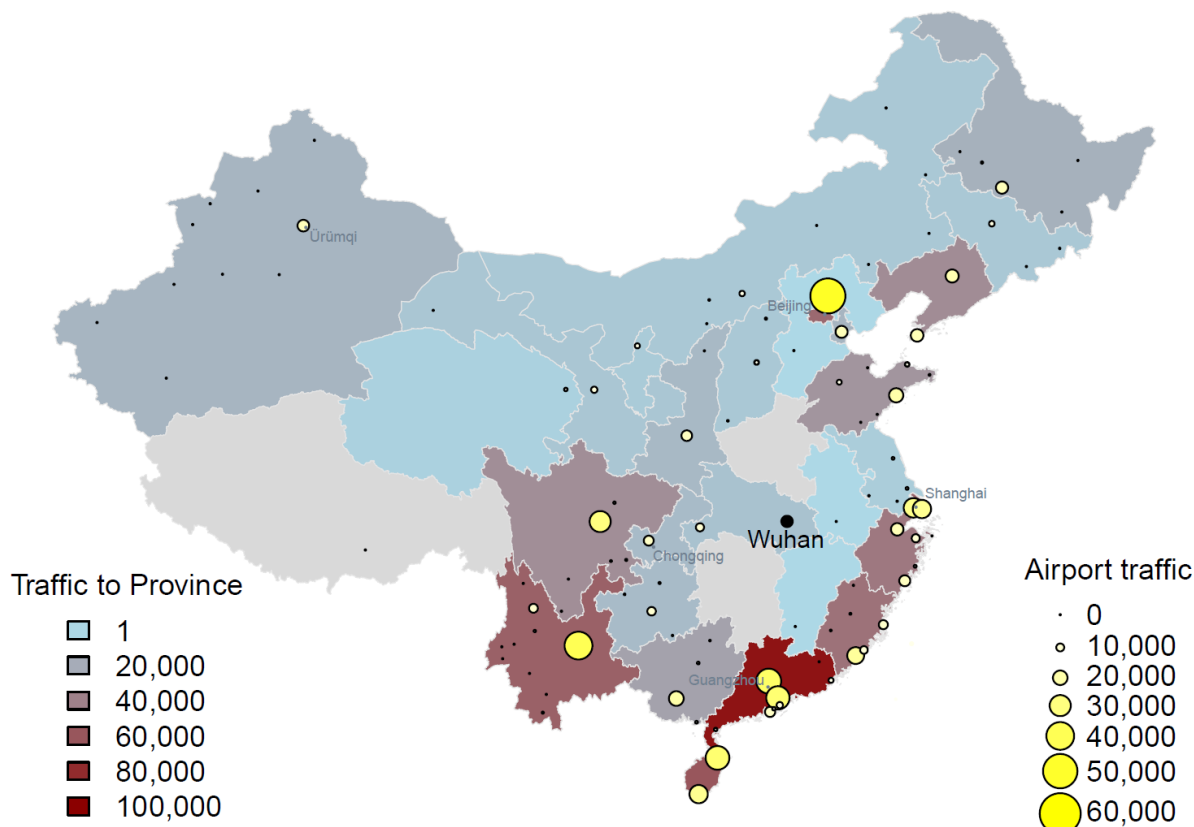 Ürümqi
Beijing
Shanghai
Wuhan
Chongqing
Guangzhou
Traffic to Province
1
20,000
40,000
60,000
80,000
100,000
Airport traffic
0
10,000
20,000
30,000
40,000
50,000
60,000